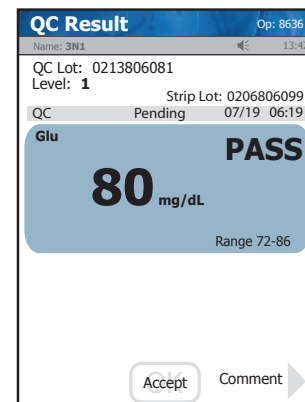 QC Result Op: 8636
Name: 3N1 13:42
QC Lot: 0213806081
Level: 1
Strip Lot: 0206806099
QC Pending 07/19 06:19
Glu
PASS
80 mg/dL
Range 72-86
Accept Comment